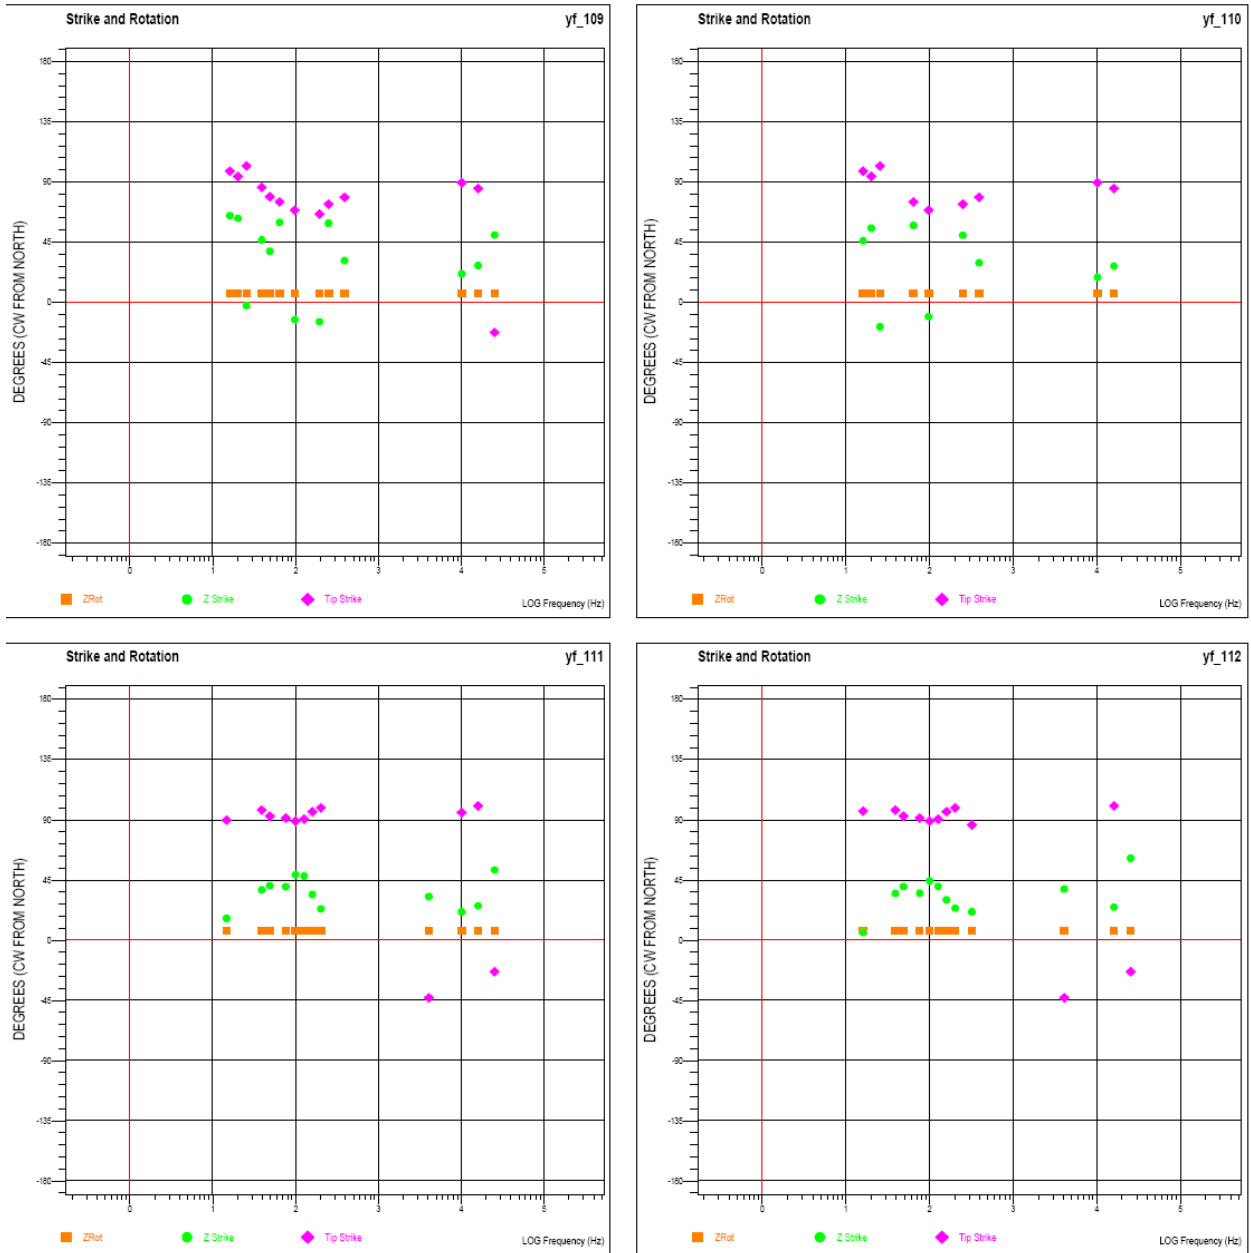 Strike and Rotation yf_109
180
135
90
45
0
-45
-90
-135
-180
DEGREES (CW FROM NORTH)
0 1 2 3 4 5
ZRot Z Strike Tip Strike LOG Frequency (Hz)
Strike and Rotation yf_110
180
135
90
45
0
-45
-90
-135
-180
DEGREES (CW FROM NORTH)
0 1 2 3 4 5
ZRot Z Strike Tip Strike LOG Frequency (Hz)
Strike and Rotation yf_111
180
135
90
45
0
-45
-90
-135
-180
DEGREES (CW FROM NORTH)
0 1 2 3 4 5
ZRot Z Strike Tip Strike LOG Frequency (Hz)
Strike and Rotation yf_112
180
135
90
45
0
-45
-90
-135
-180
DEGREES (CW FROM NORTH)
0 1 2 3 4 5
ZRot Z Strike Tip Strike LOG Frequency (Hz)